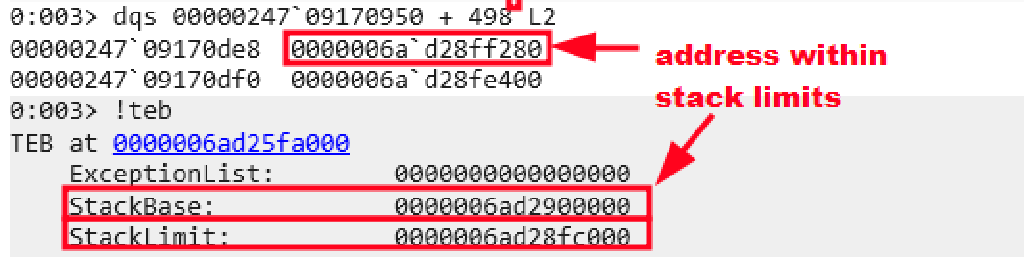 0:003> dqs 00000247`09170950 + 498 L2
00000247`09170de8  0000006a`d28ff280
00000247`09170df0  0000006a`d28fe400
address within
stack limits
0:003> !teb
TEB at 0000006ad25fa000
ExceptionList:  0000000000000000
StackBase:  0000006ad2900000
StackLimit:  0000006ad28fc000